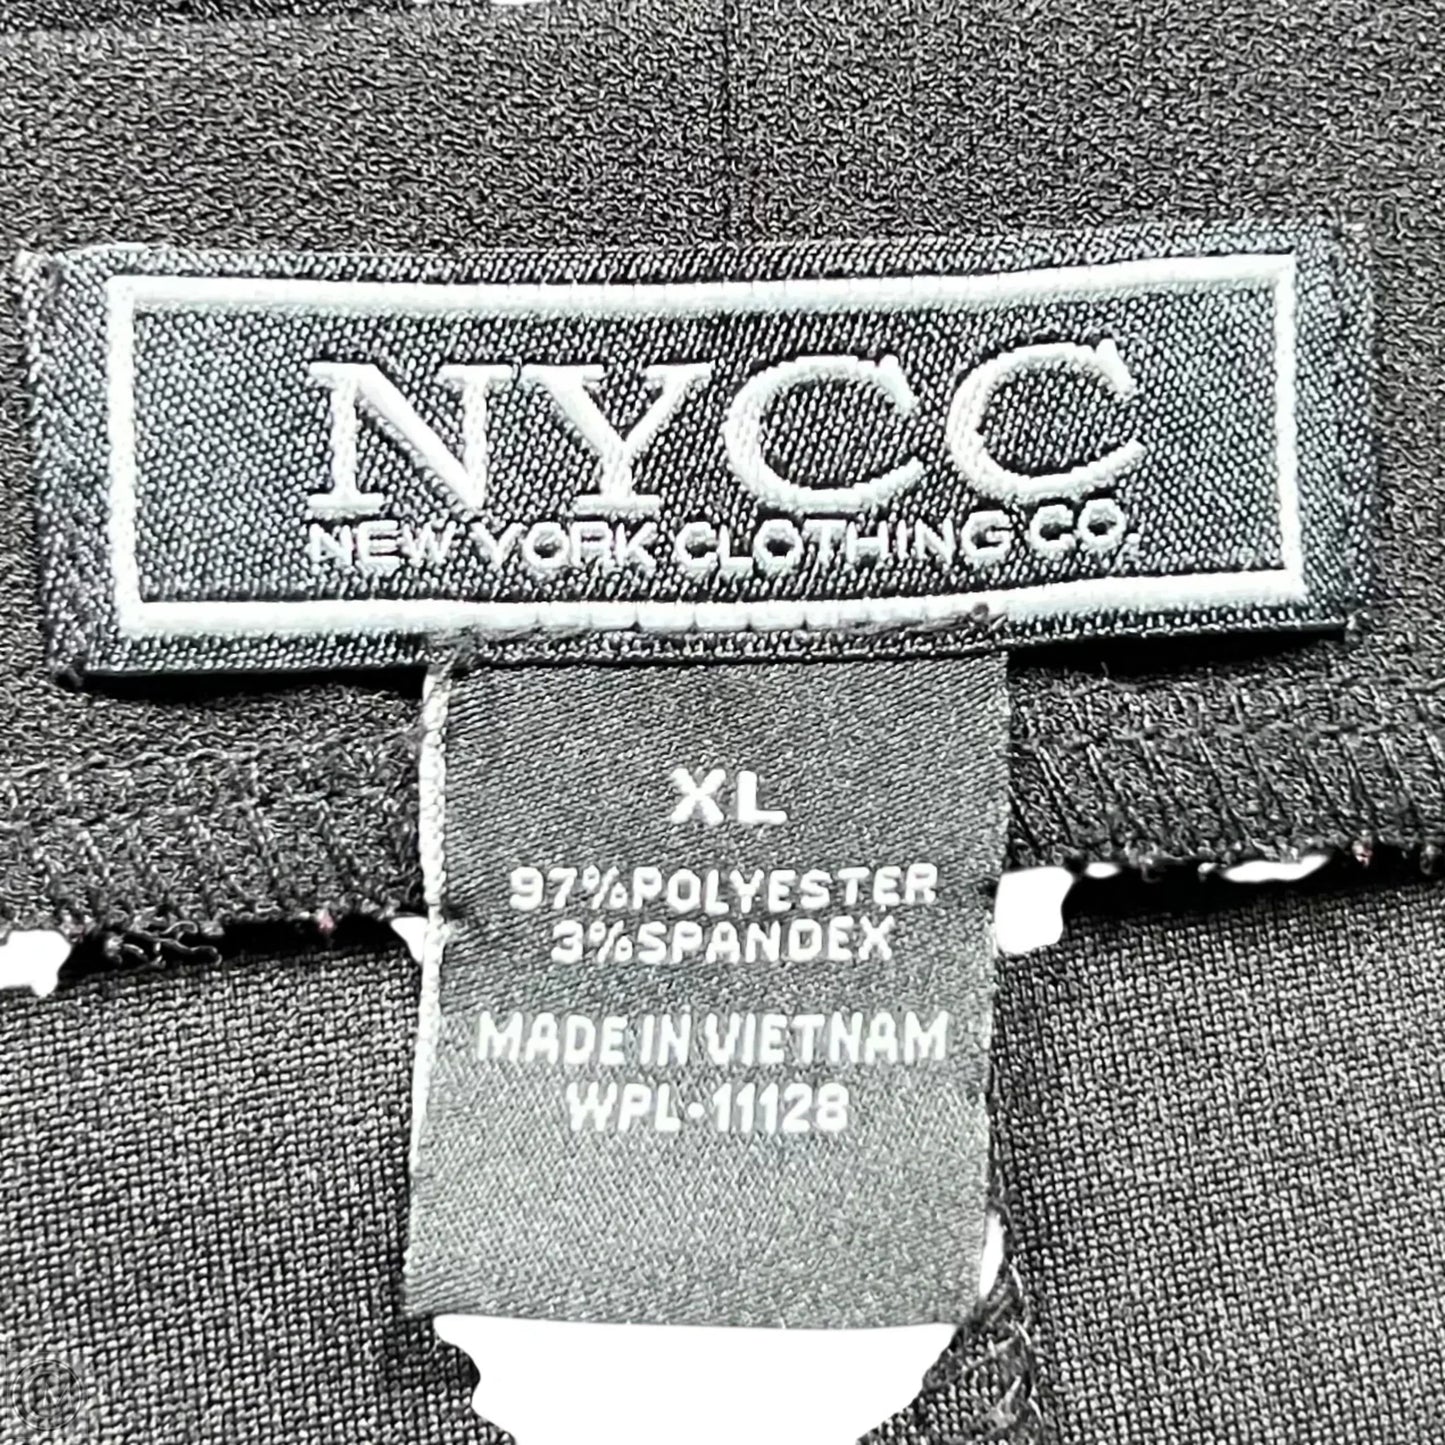 NYCC
NEW YORK CLOTHING CO.
XL
97%POLYESTER
3%SPANDEX
MADE IN VIETNAM
WPL·11128